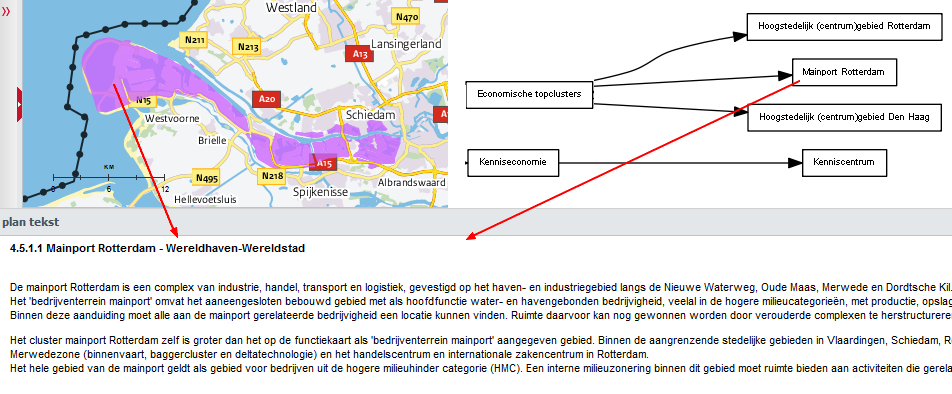 »
Westland
N470
N211
N213
Lansingerland
A13
A20
N15
Schiedam
Westvoorne
Brielle
KM
A15
0 6 12
N495
N218
Spijkenisse
Albrandswaard
Hellevoetsluis
Hoogstedelijk (centrum)gebied Rotterdam
Mainport Rotterdam
Economische topclusters
Hoogstedelijk (centrum)gebied Den Haag
Kenniseconomie
Kenniscentrum
plan tekst
4.5.1.1 Mainport Rotterdam - Wereldhaven-Wereldstad
De mainport Rotterdam is een complex van industrie, handel, transport en logistiek, gevestigd op het haven- en industriegebied langs de Nieuwe Waterweg, Oude Maas, Merwede en Dordtsche Kil.
Het 'bedrijventerrein mainport' omvat het aaneengesloten bebouwd gebied met als hoofdfunctie water- en havengebonden bedrijvigheid, veelal in de hogere milieucategorieën, met productie, opslag
Binnen deze aanduiding moet alle aan de mainport gerelateerde bedrijvigheid een locatie kunnen vinden. Ruimte daarvoor kan nog gewonnen worden door verouderde complexen te herstructurere
Het cluster mainport Rotterdam zelf is groter dan het op de functiekaart als 'bedrijventerrein mainport' aangegeven gebied. Binnen de aangrenzende stedelijke gebieden in Vlaardingen, Schiedam, R
Merwedezone (binnenvaart, baggercluster en deltatechnologie) en het handelscentrum en internationale zakencentrum in Rotterdam.
Het hele gebied van de mainport geldt als gebied voor bedrijven uit de hogere milieuhinder categorie (HMC). Een interne milieuzonering binnen dit gebied moet ruimte bieden aan activiteiten die gerela